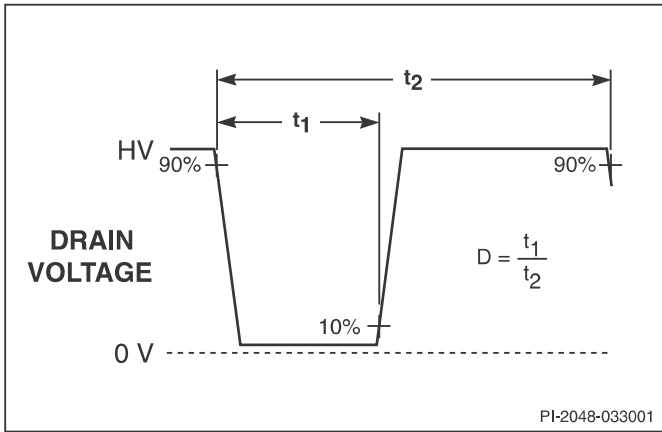 t2
t1
HV
90%
90%
DRAIN
VOLTAGE
D = t1/t2
10%
0 V
PI-2048-033001